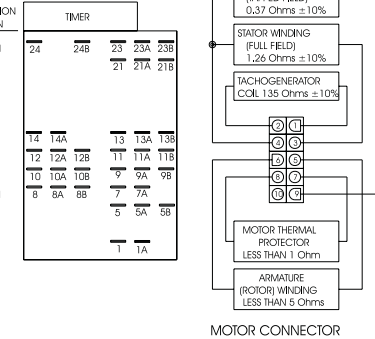 ON
N
TIMER
24 24B 23 23A 23B
21 21A 21B
14 14A 13 13A 13B
12 12A 12B 11 11A 11B
10 10A 10B 9 9A 9B
8 8A 8B 7 7A
5 5A 5B
1 1A
0.37 Ohms ±10%
STATOR WINDING
(FULL FIELD)
1.26 Ohms ±10%
TACHOGENERATOR
COIL 135 Ohms ±10%
2 1
4 3
6 5
8 7
10 9
MOTOR THERMAL
PROTECTOR
LESS THAN 1 Ohm
ARMATURE
(ROTOR) WINDING
LESS THAN 5 Ohms
MOTOR CONNECTOR